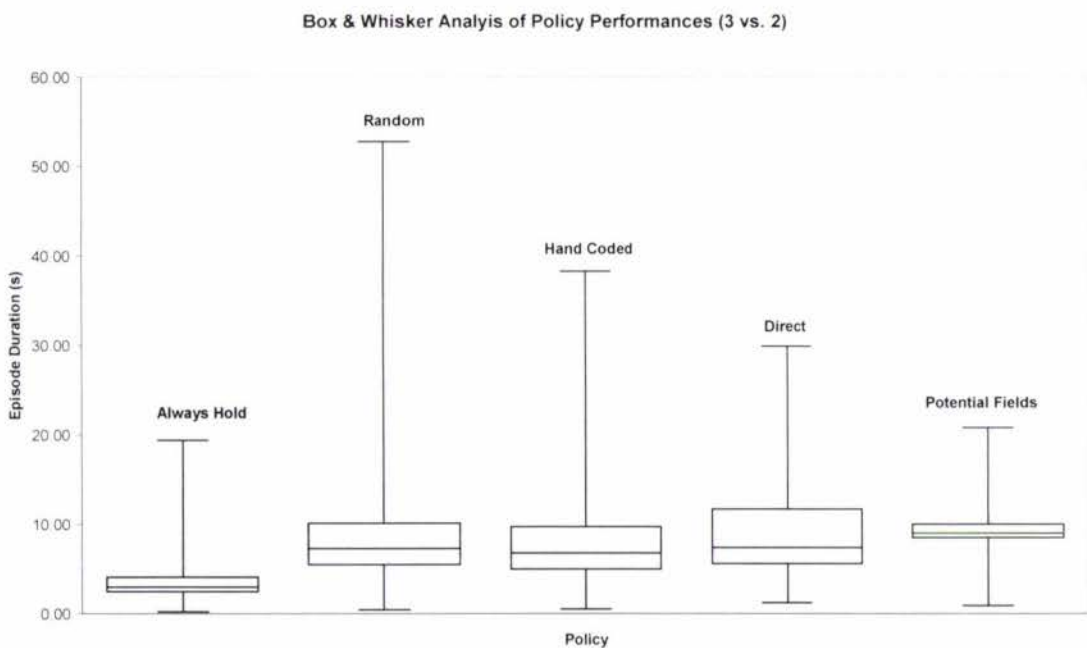 Box & Whisker Analyis of Policy Performances (3 vs. 2)
60.00
50.00
40.00
30.00
20.00
10.00
0.00
Episode Duration (s)
Always Hold
Random
Hand Coded
Direct
Potential Fields
Policy